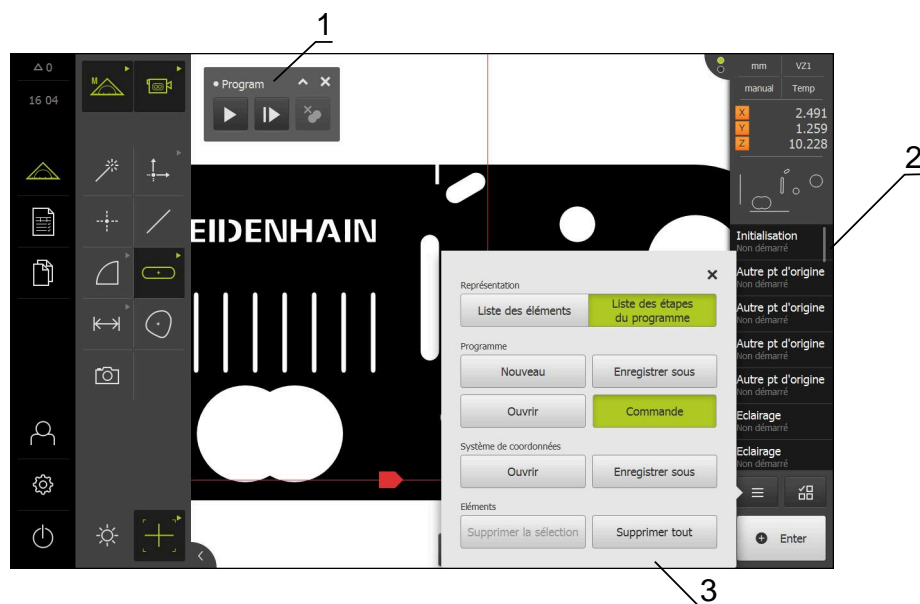 1
2
3
0
16 04
M
Program
EIDENHAIN
mm
VZ1
manual
Temp
X 2.491
Y 1.259
Z 10.228
Initialisation
Non démarré
Autre pt d'origine
Non démarré
Autre pt d'origine
Non démarré
Autre pt d'origine
Non démarré
Autre pt d'origine
Non démarré
Eclairage
Non démarré
Eclairage
Non démarré
Enter
Représentation
Liste des éléments
Liste des étapes
du programme
Programme
Nouveau
Enregistrer sous
Ouvrir
Commande
Système de coordonnées
Ouvrir
Enregistrer sous
Eléments
Supprimer la sélection
Supprimer tout